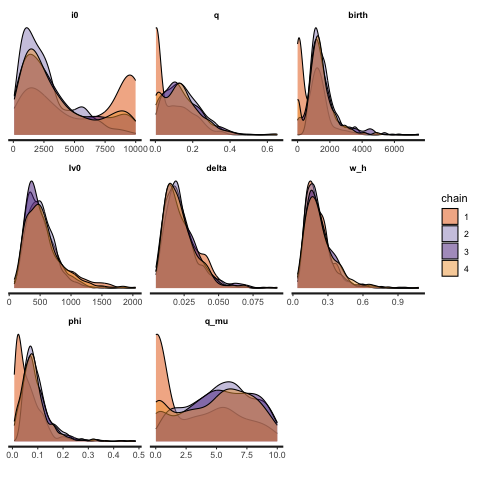 i0 q birth
0 2500 5000 7500 10000 0.0 0.2 0.4 0.6 0 2000 4000 6000
lv0 delta w_h
0 500 1000 1500 2000 0.025 0.050 0.075 0.0 0.3 0.6 0.9
chain
1
2
3
4
phi q_mu
0.0 0.1 0.2 0.3 0.4 0.5 0.0 2.5 5.0 7.5 10.0